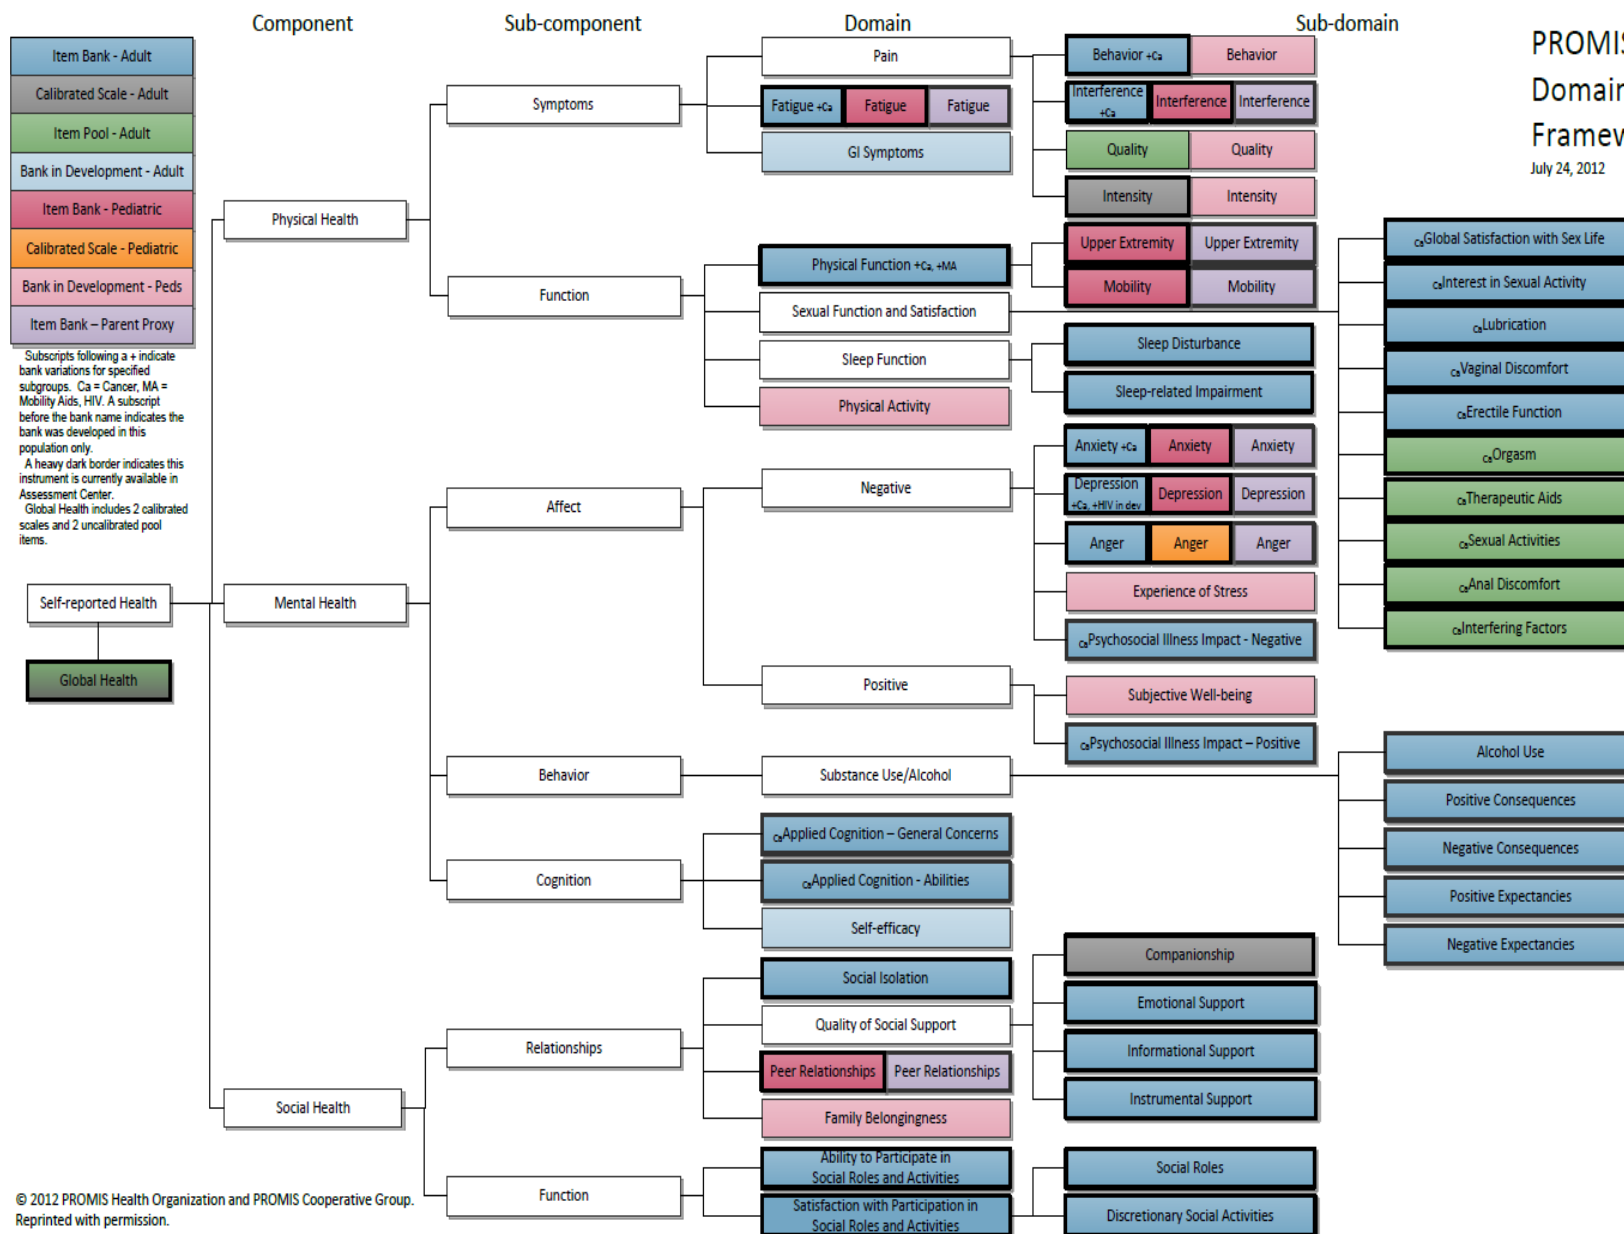 Component
Sub-component
Domain
Sub-domain
PROMIS
Domain
Framew
July 24, 2012
Item Bank - Adult
Calibrated Scale - Adult
Item Pool - Adult
Bank in Development - Adult
Item Bank - Pediatric
Calibrated Scale - Pediatric
Bank in Development - Peds
Item Bank – Parent Proxy
Subscripts following a + indicate
bank variations for specified
subgroups. Ca = Cancer, MA =
Mobility Aids, HIV. A subscript
before the bank name indicates the
bank was developed in this
population only.
A heavy dark border indicates this
instrument is currently available in
Assessment Center.
Global Health includes 2 calibrated
scales and 2 uncalibrated pool
items.
Self-reported Health
Global Health
Physical Health
Mental Health
Social Health
Symptoms
Function
Affect
Behavior
Cognition
Relationships
Function
Pain
Fatigue +Ca
Fatigue
Fatigue
GI Symptoms
Physical Function +Ca, +MA
Sexual Function and Satisfaction
Sleep Function
Physical Activity
Negative
Positive
Substance Use/Alcohol
CaApplied Cognition – General Concerns
CaApplied Cognition - Abilities
Self-efficacy
Social Isolation
Quality of Social Support
Peer Relationships
Peer Relationships
Family Belongingness
Ability to Participate in
Social Roles and Activities
Satisfaction with Participation in
Social Roles and Activities
Behavior +Ca
Behavior
Interference
+Ca
Interference
Interference
Quality
Quality
Intensity
Intensity
Upper Extremity
Upper Extremity
Mobility
Mobility
Sleep Disturbance
Sleep-related Impairment
Anxiety +Ca
Anxiety
Anxiety
Depression
+Ca, +HIV in dev
Depression
Depression
Anger
Anger
Anger
Experience of Stress
CaPsychosocial Illness Impact - Negative
Subjective Well-being
CaPsychosocial Illness Impact – Positive
Companionship
Emotional Support
Informational Support
Instrumental Support
Social Roles
Discretionary Social Activities
CaGlobal Satisfaction with Sex Life
CaInterest in Sexual Activity
CaLubrication
CaVaginal Discomfort
CaErectile Function
CaOrgasm
CaTherapeutic Aids
CaSexual Activities
CaAnal Discomfort
CaInterfering Factors
Alcohol Use
Positive Consequences
Negative Consequences
Positive Expectancies
Negative Expectancies
© 2012 PROMIS Health Organization and PROMIS Cooperative Group.
Reprinted with permission.